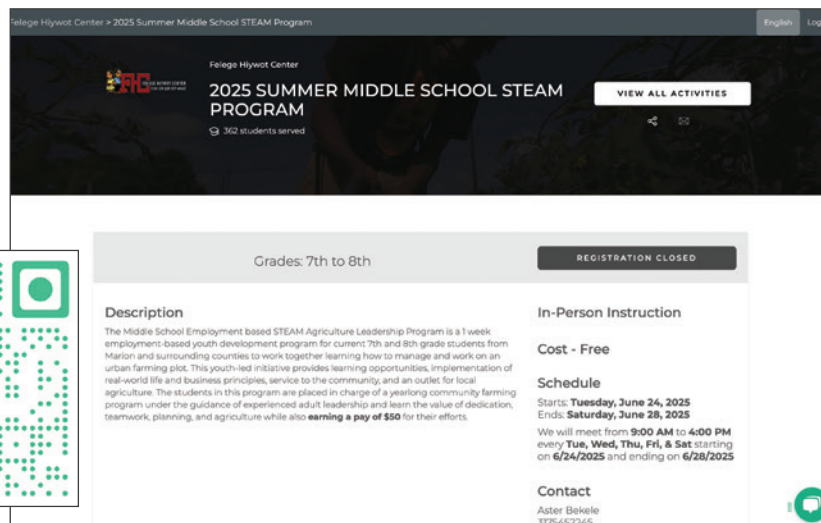 Felege Hiywot Center > 2025 Summer Middle School STEAM Program
English
Log
Felege Hiywot Center
2025 SUMMER MIDDLE SCHOOL STEAM
PROGRAM
362 students served
VIEW ALL ACTIVITIES
FHC
Grades: 7th to 8th
REGISTRATION CLOSED
Description
The Middle School Employment based STEAM Agriculture Leadership Program is a 1 week
employment-based youth development program for current 7th and 8th grade students from
Marion and surrounding counties to work together learning how to manage and work on an
urban farming plot. This youth-led initiative provides learning opportunities, implementation of
real-world life and business principles, service to the community, and an outlet for local
agriculture. The students in this program are placed in charge of a yearlong community farming
program under the guidance of experienced adult leadership and learn the value of dedication,
teamwork, planning, and agriculture while also earning a pay of $50 for their efforts.
In-Person Instruction
Cost - Free
Schedule
Starts: Tuesday, June 24, 2025
Ends: Saturday, June 28, 2025
We will meet from 9:00 AM to 4:00 PM
every Tue, Wed, Thu, Fri, & Sat starting
on 6/24/2025 and ending on 6/28/2025
Contact
Aster Bekele